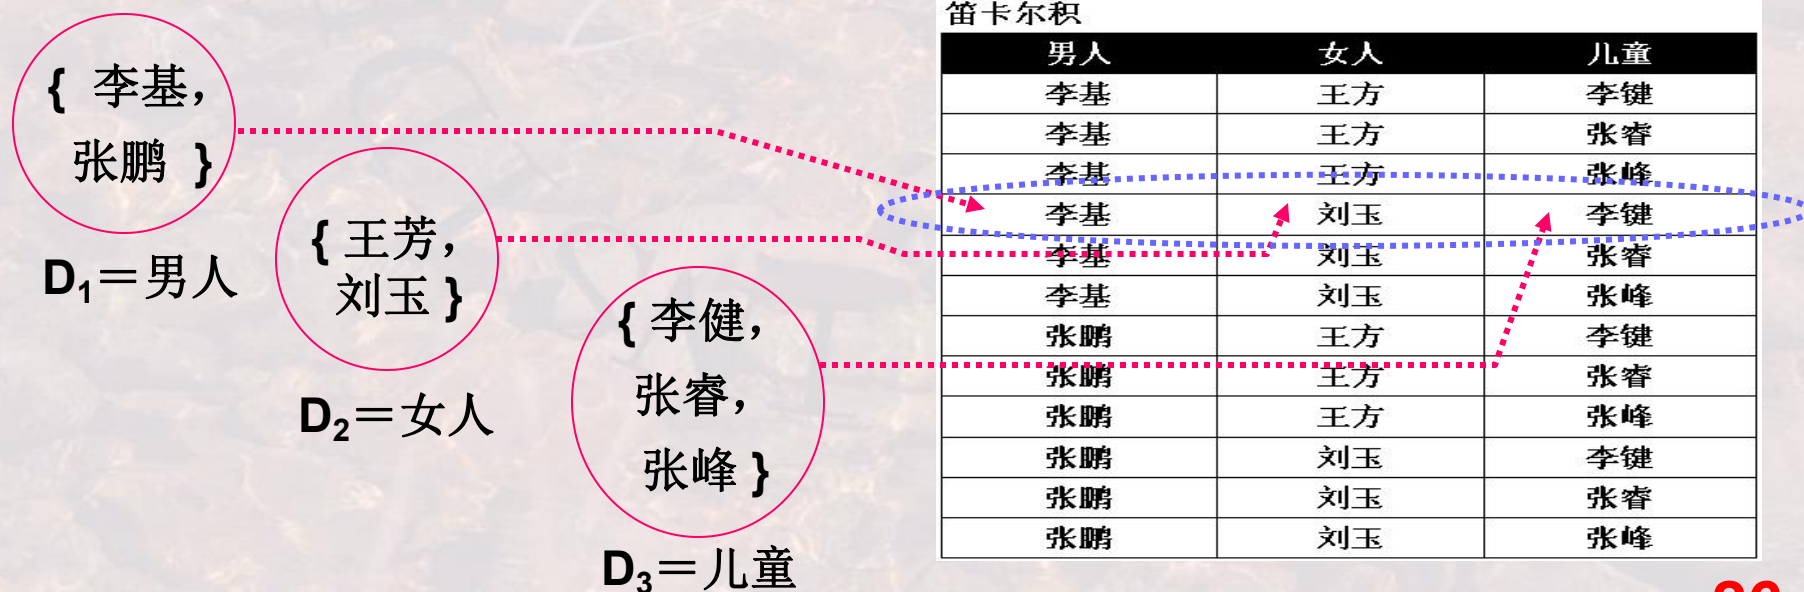 { 李基，
张鹏 }
D₁＝男人
{ 王芳，
刘玉 }
D₂＝女人
{ 李健，
张睿，
张峰 }
D₃＝儿童
笛卡尔积
男人 女人 儿童
李基 王方 李键
李基 王方 张睿
李基 王方 张峰
李基 刘玉 李键
李基 刘玉 张睿
李基 刘玉 张峰
张鹏 王方 李键
张鹏 王方 张睿
张鹏 王方 张峰
张鹏 刘玉 李键
张鹏 刘玉 张睿
张鹏 刘玉 张峰